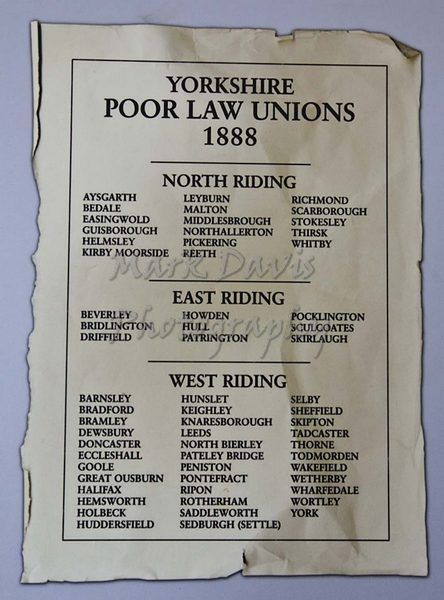 YORKSHIRE
POOR LAW UNIONS
1888
NORTH RIDING
AYSGARTH
BEDALE
EASINGWOLD
GUISBOROUGH
HELMSLEY
KIRBY MOORSIDE
LEYBURN
MALTON
MIDDLESBROUGH
NORTHALLERTON
PICKERING
REETH
RICHMOND
SCARBOROUGH
STOKESLEY
THIRSK
WHITBY
EAST RIDING
BEVERLEY
BRIDLINGTON
DRIFFIELD
HOWDEN
HULL
PATRINGTON
POCKLINGTON
SCULCOATES
SKIRLAUGH
WEST RIDING
BARNSLEY
BRADFORD
BRAMLEY
DEWSBURY
DONCASTER
ECCLESHALL
GOOLE
GREAT OUSBURN
HALIFAX
HEMSWORTH
HOLBECK
HUDDERSFIELD
HUNSLET
KEIGHLEY
KNARESBOROUGH
LEEDS
NORTH BIERLEY
PATELEY BRIDGE
PENISTON
PONTEFRACT
RIPON
ROTHERHAM
SADDLEWORTH
SEDBURGH (SETTLE)
SELBY
SHEFFIELD
SKIPTON
TADCASTER
THORNE
TODMORDEN
WAKEFIELD
WETHERBY
WHARFEDALE
WORTLEY
YORK
Mark Davis
Photography